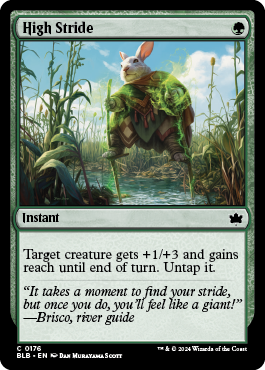 High Stride
Instant
Target creature gets +1/+3 and gains
reach until end of turn. Untap it.
“It takes a moment to find your stride,
but once you do, you’ll feel like a giant!”
—Brisco, river guide
C 0176
BLB • EN Dan Murayama Scott
™ & © 2024 Wizards of the Coast